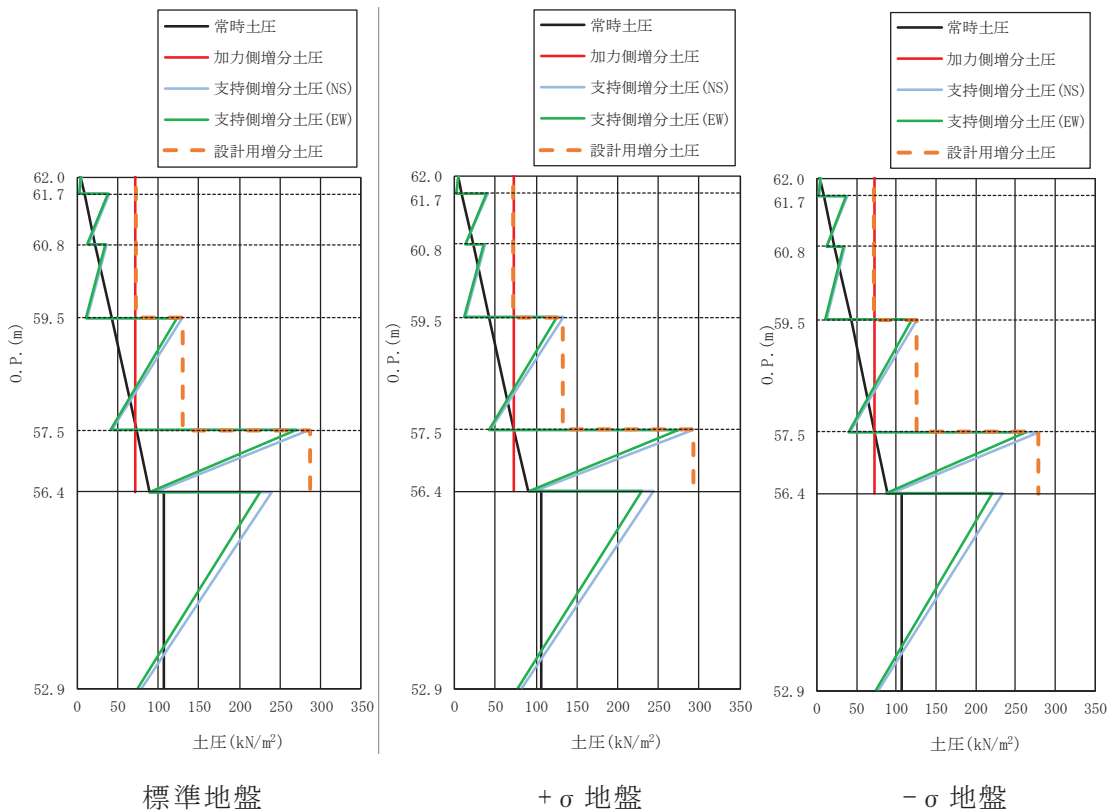 常時土圧
加力側増分土圧
支持側増分土圧(NS)
支持側増分土圧(EW)
設計用増分土圧
62.0
61.7
60.8
59.5
57.5
56.4
52.9
O.P.(m)
0 50 100 150 200 250 300 350
土圧(kN/m²)
標準地盤
常時土圧
加力側増分土圧
支持側増分土圧(NS)
支持側増分土圧(EW)
設計用増分土圧
62.0
61.7
60.8
59.5
57.5
56.4
52.9
O.P.(m)
0 50 100 150 200 250 300 350
土圧(kN/m²)
+σ 地盤
常時土圧
加力側増分土圧
支持側増分土圧(NS)
支持側増分土圧(EW)
設計用増分土圧
62.0
61.7
60.8
59.5
57.5
56.4
52.9
O.P.(m)
0 50 100 150 200 250 300 350
土圧(kN/m²)
−σ 地盤